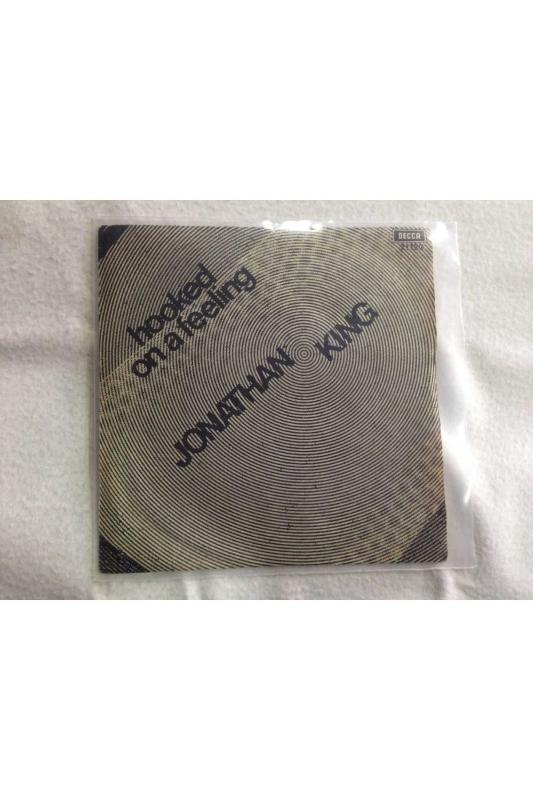 DECCA
hooked
on a feeling
JONATHAN KING